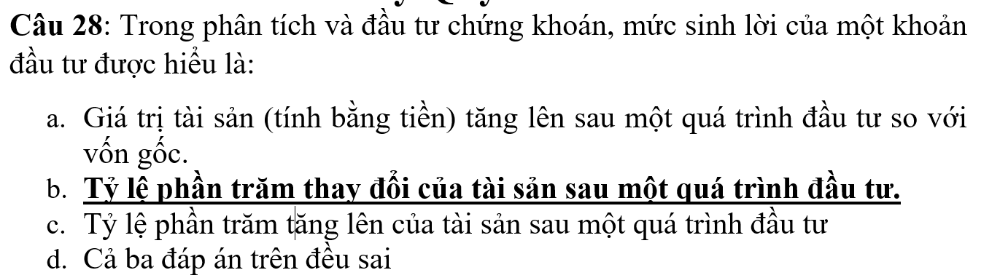 Câu 28: Trong phân tích và đầu tư chứng khoán, mức sinh lời của một khoản
đầu tư được hiểu là:
a. Giá trị tài sản (tính bằng tiền) tăng lên sau một quá trình đầu tư so với
vốn gốc.
b. Tỷ lệ phần trăm thay đổi của tài sản sau một quá trình đầu tư.
c. Tỷ lệ phần trăm tăng lên của tài sản sau một quá trình đầu tư
d. Cả ba đáp án trên đều sai